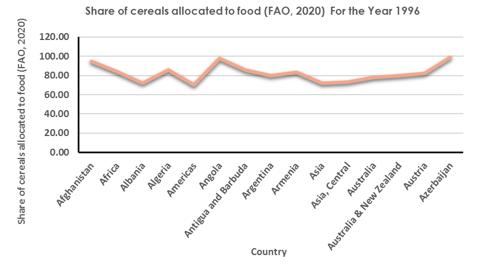 Share of cereals allocated to food (FAO, 2020) For the Year 1996
Share of cereals allocated to food (FAO, 2020)
120.00
100.00
80.00
60.00
40.00
20.00
0.00
Afghanistan
Africa
Albania
Algeria
Americas
Angola
Antigua and Barbuda
Argentina
Armenia
Asia
Asia, Central
Australia
Australia & New Zealand
Austria
Azerbaijan
Country